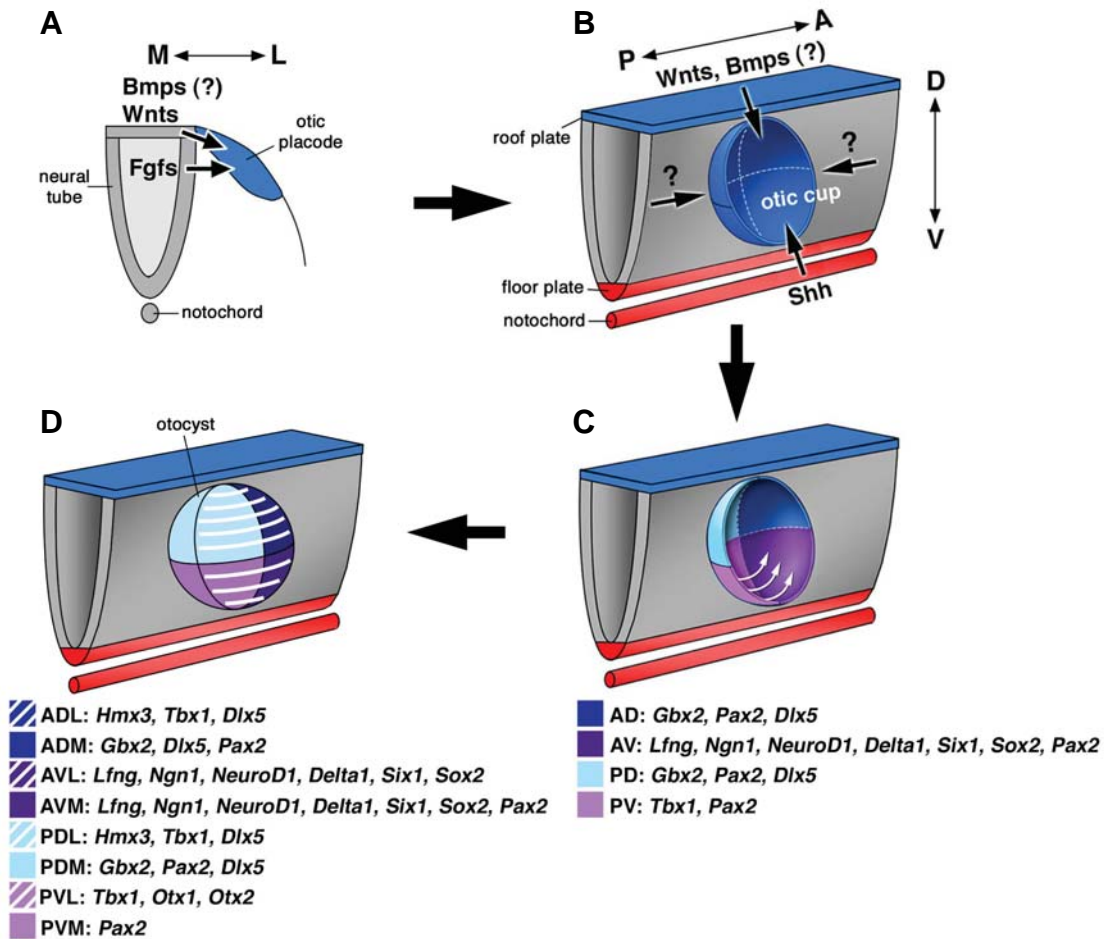 A
M L
Bmps (?)
Wnts
Fgfs
otic
placode
neural
tube
notochord
B
P A
Wnts, Bmps (?)
D
V
roof plate
?
?
otic cup
floor plate
notochord
Shh
D
otocyst
ADL: Hmx3, Tbx1, Dlx5
ADM: Gbx2, Dlx5, Pax2
AVL: Lfng, Ngn1, NeuroD1, Delta1, Six1, Sox2
AVM: Lfng, Ngn1, NeuroD1, Delta1, Six1, Sox2, Pax2
PDL: Hmx3, Tbx1, Dlx5
PDM: Gbx2, Pax2, Dlx5
PVL: Tbx1, Otx1, Otx2
PVM: Pax2
C
AD: Gbx2, Pax2, Dlx5
AV: Lfng, Ngn1, NeuroD1, Delta1, Six1, Sox2, Pax2
PD: Gbx2, Pax2, Dlx5
PV: Tbx1, Pax2